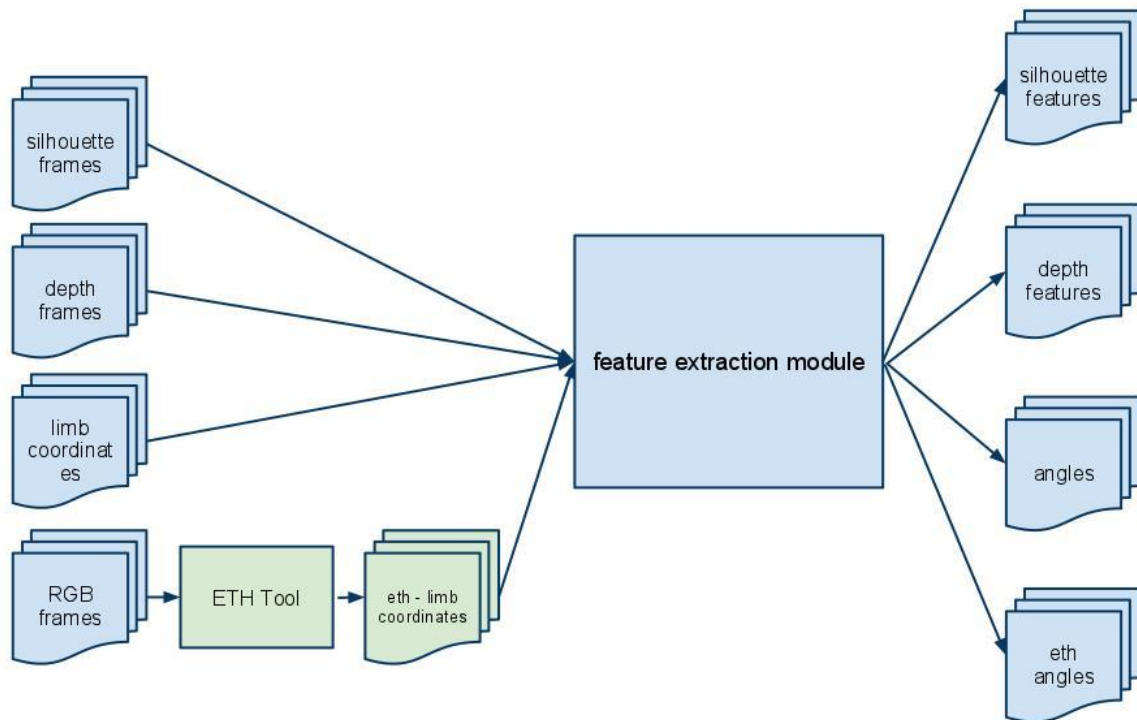 silhouette
frames
depth
frames
limb
coordinat
es
RGB
frames
ETH Tool
eth - limb
coordinates
feature extraction module
silhouette
features
depth
features
angles
eth
angles